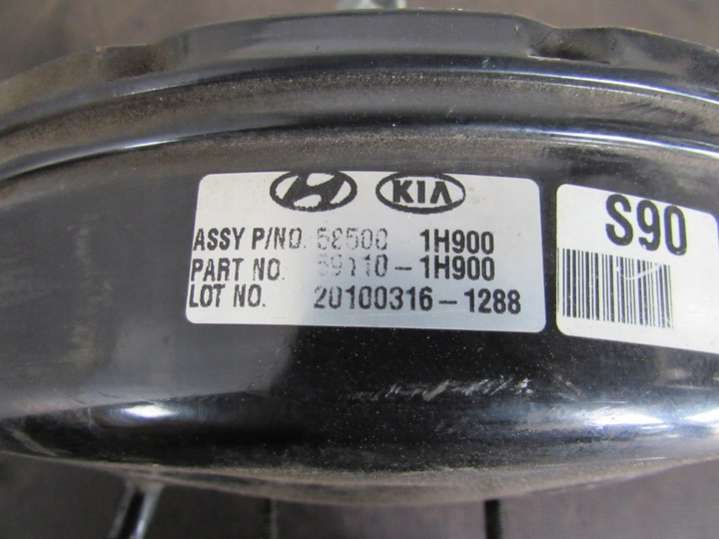 KIA
ASSY P/NO. 58500 1H900
PART NO. 59110-1H900
LOT NO. 20100316-1288
S90